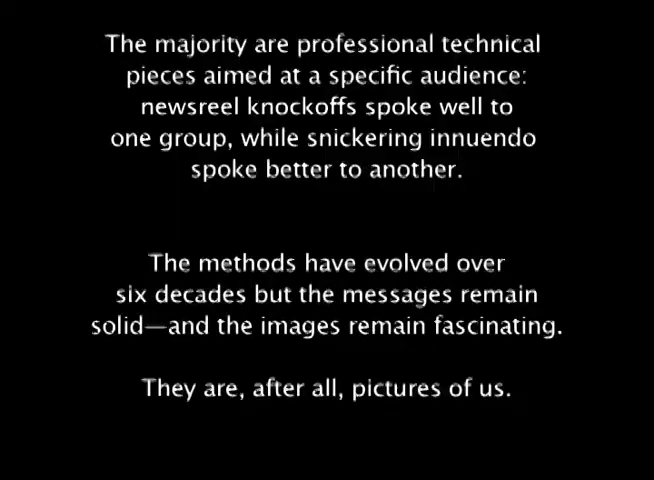 The majority are professional technical
pieces aimed at a specific audience:
newsreel knockoffs spoke well to
one group, while snickering innuendo
spoke better to another.
The methods have evolved over
six decades but the messages remain
solid—and the images remain fascinating.
They are, after all, pictures of us.